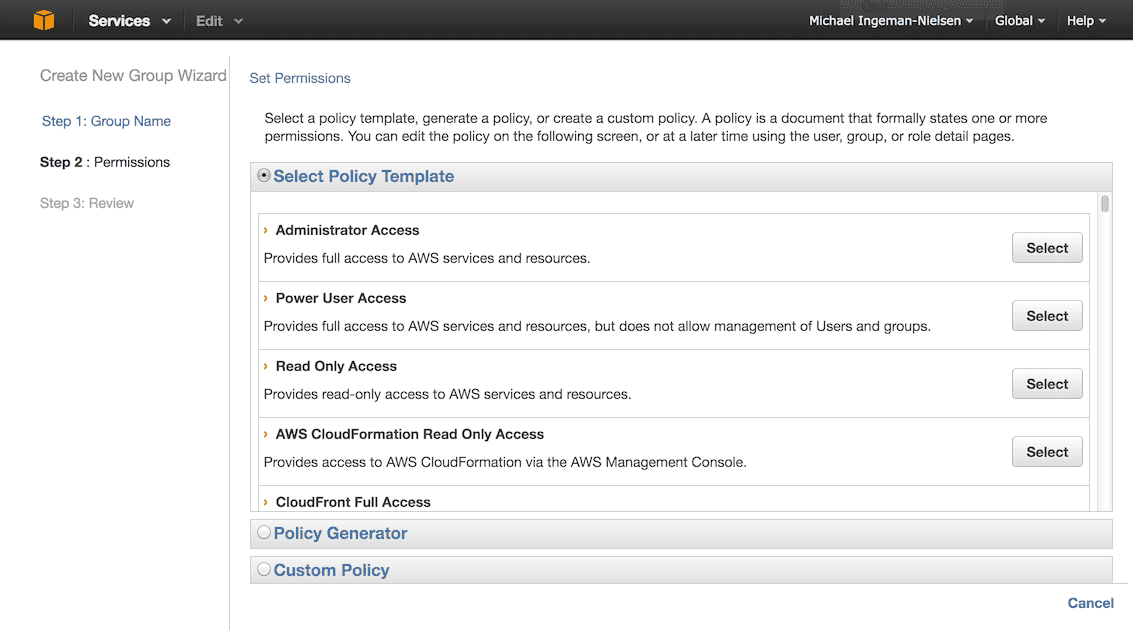 Services Edit Michael Ingeman-Nielsen Global Help
Create New Group Wizard
Step 1: Group Name
Step 2 : Permissions
Step 3: Review
Set Permissions
Select a policy template, generate a policy, or create a custom policy. A policy is a document that formally states one or more
permissions. You can edit the policy on the following screen, or at a later time using the user, group, or role detail pages.
Select Policy Template
Administrator Access
Provides full access to AWS services and resources.
Select
Power User Access
Provides full access to AWS services and resources, but does not allow management of Users and groups.
Select
Read Only Access
Provides read-only access to AWS services and resources.
Select
AWS CloudFormation Read Only Access
Provides access to AWS CloudFormation via the AWS Management Console.
Select
CloudFront Full Access
Policy Generator
Custom Policy
Cancel